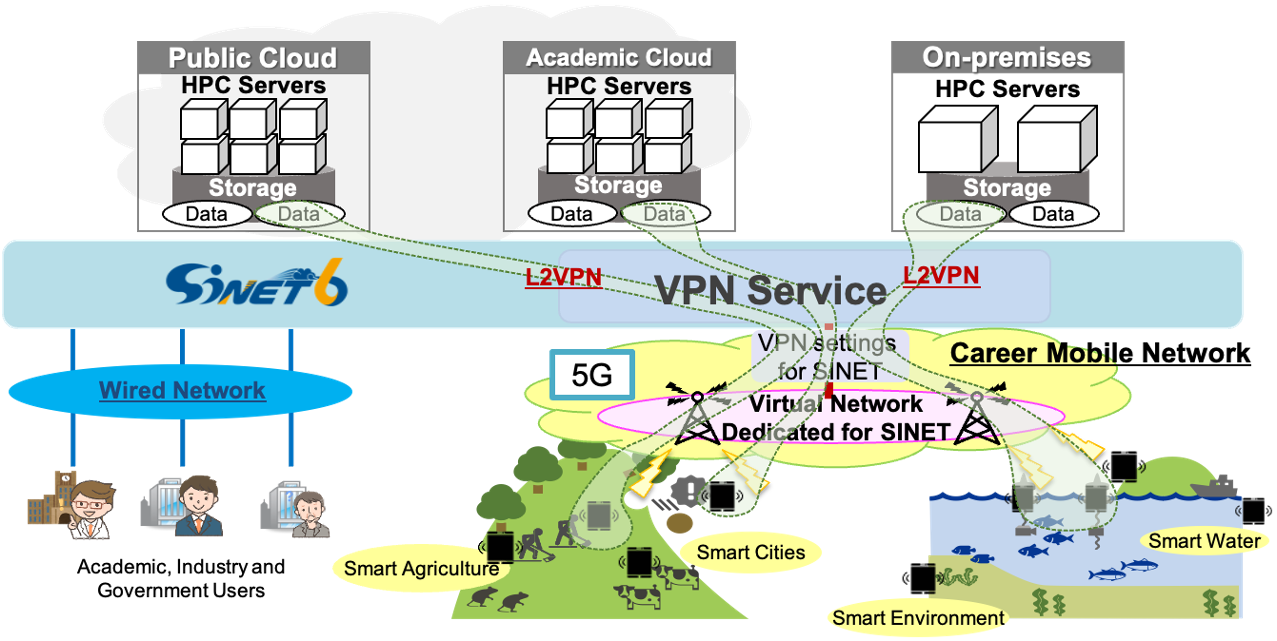 Public Cloud
HPC Servers
Storage
Data
Data
Academic Cloud
HPC Servers
Storage
Data
Data
On-premises
HPC Servers
Storage
Data
Data
SINET6
L2VPN
VPN Service
L2VPN
Wired Network
Academic, Industry and
Government Users
5G
VPN settings
for SINET
Career Mobile Network
Virtual Network
Dedicated for SINET
Smart Agriculture
Smart Cities
Smart Water
Smart Environment